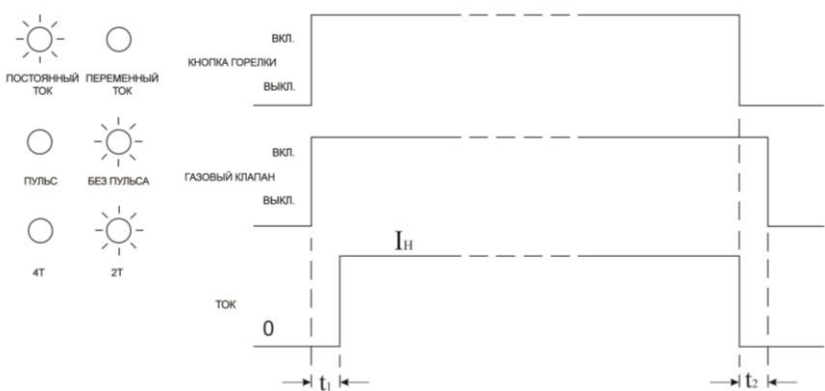 ПОСТОЯННЫЙ ТОК
ПЕРЕМЕННЫЙ ТОК
ПУЛЬС
БЕЗ ПУЛЬСА
4Т
2Т
КНОПКА ГОРЕЛКИ
ВКЛ.
ВЫКЛ.
ГАЗОВЫЙ КЛАПАН
ВКЛ.
ВЫКЛ.
ТОК
0
Iн
t1
t2